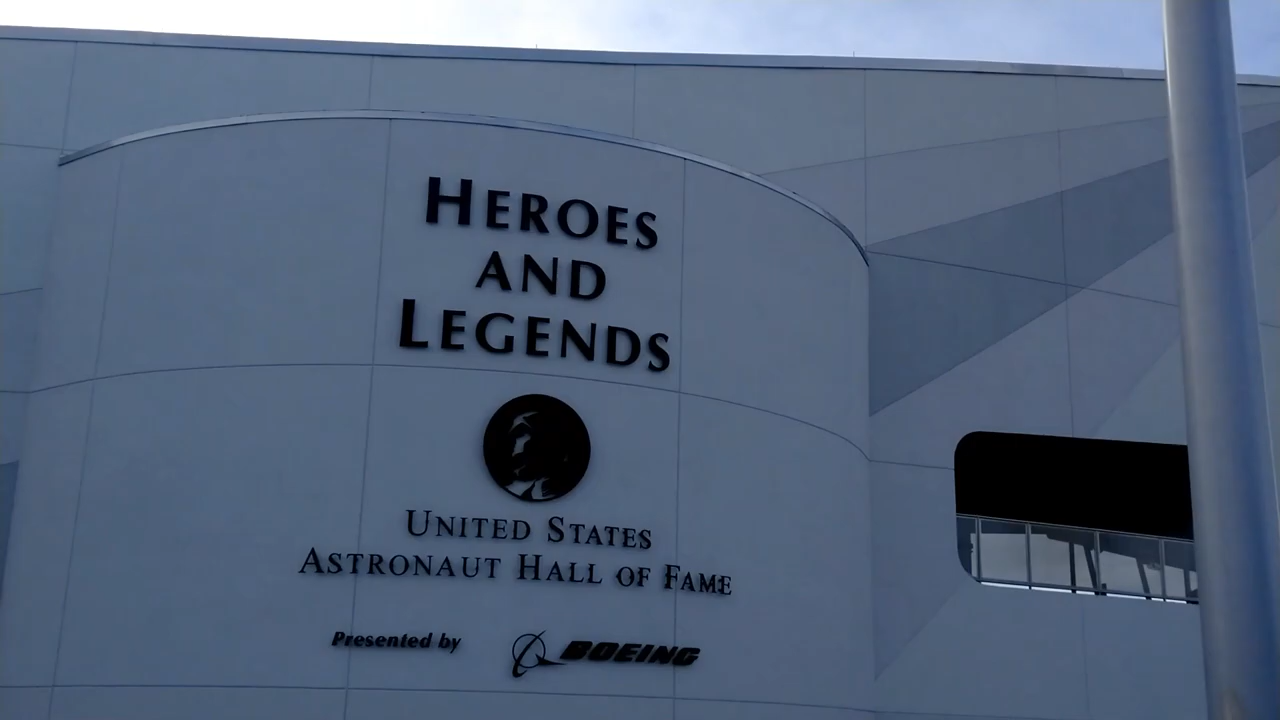 HEROES
AND
LEGENDS
UNITED STATES
ASTRONAUT HALL OF FAME
Presented by BOEING